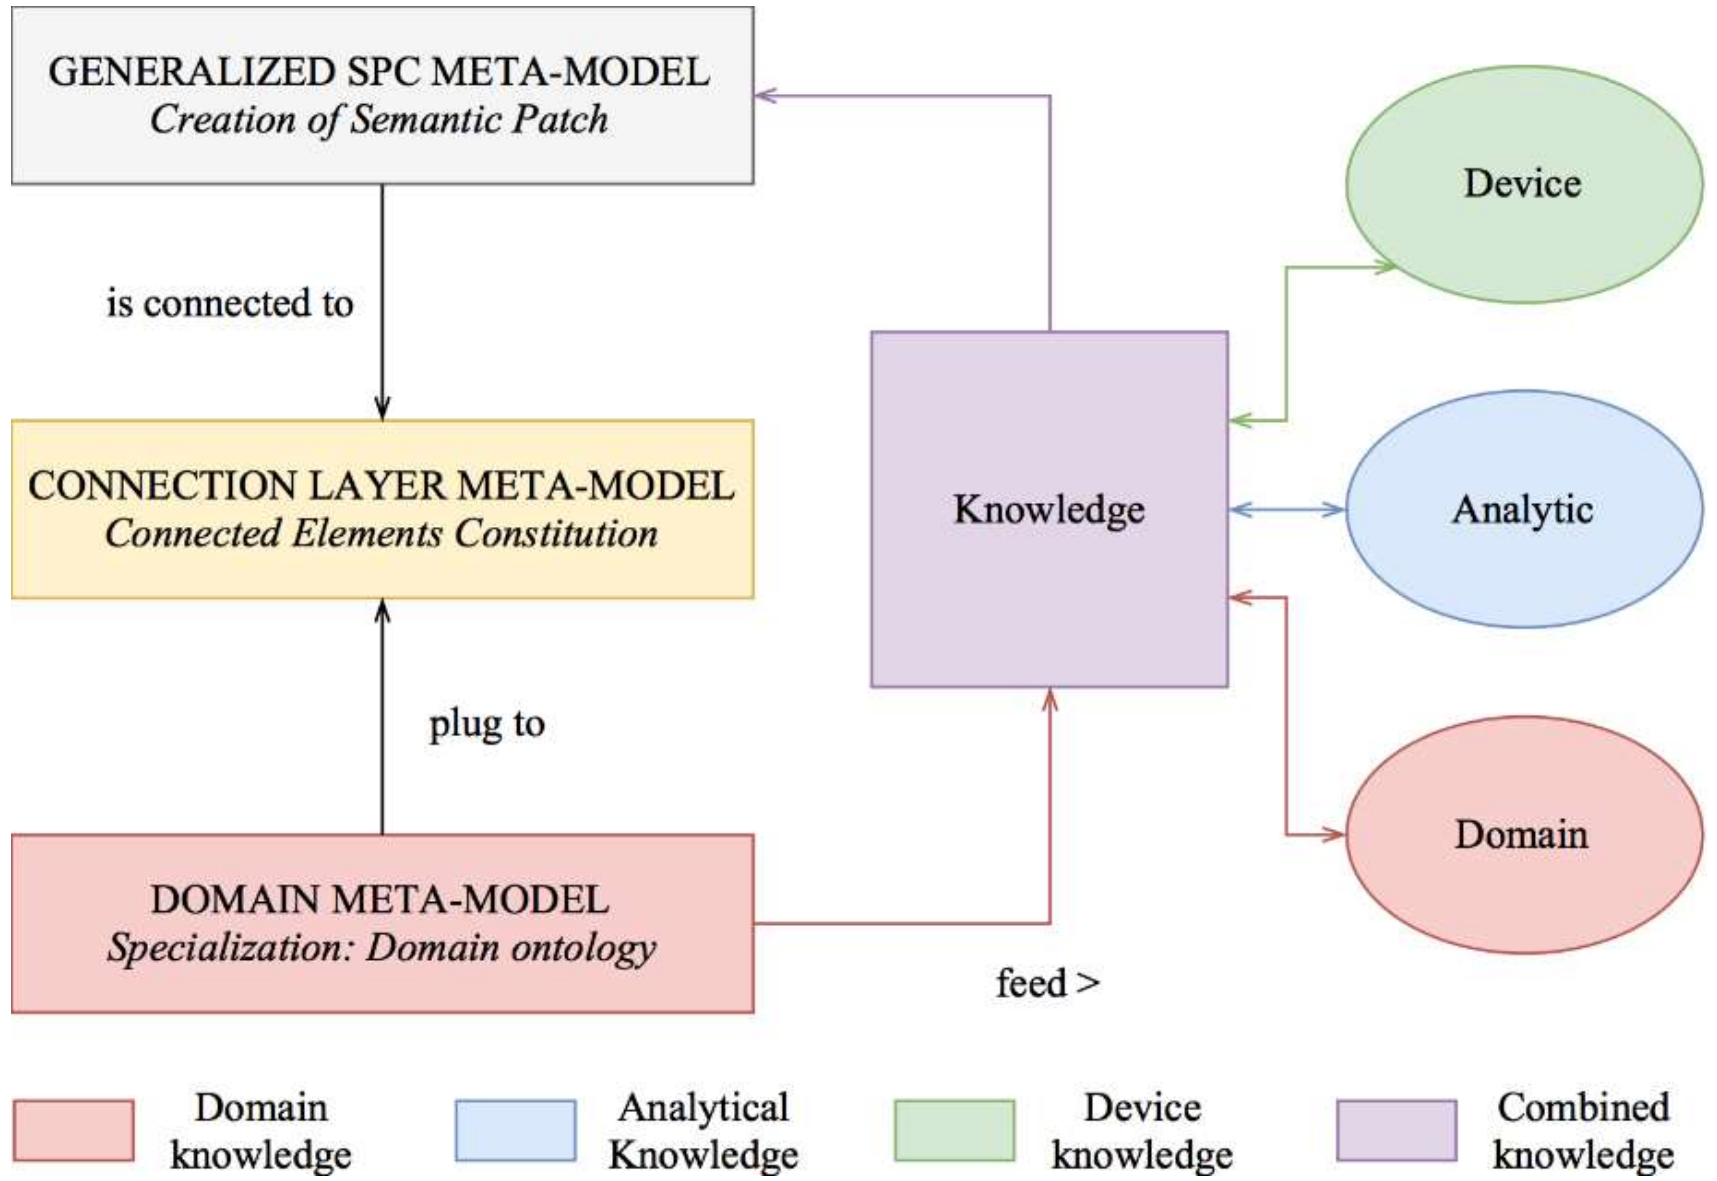 GENERALIZED SPC META-MODEL
Creation of Semantic Patch
Device
is connected to
CONNECTION LAYER META-MODEL
Connected Elements Constitution
Knowledge
Analytic
plug to
Domain
DOMAIN META-MODEL
Specialization: Domain ontology
feed >
Domain
knowledge
Analytical
Knowledge
Device
knowledge
Combined
knowledge